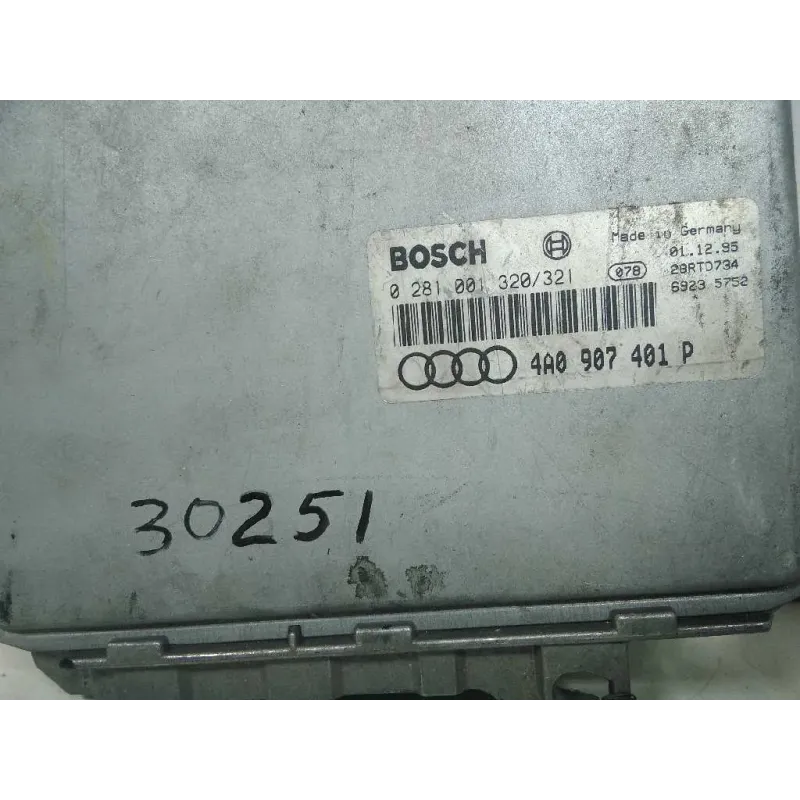 BOSCH
Made in Germany
01.12.95
0 281 001 320/321
078
28RTD734
6923 5752
4A0 907 401 P
30251